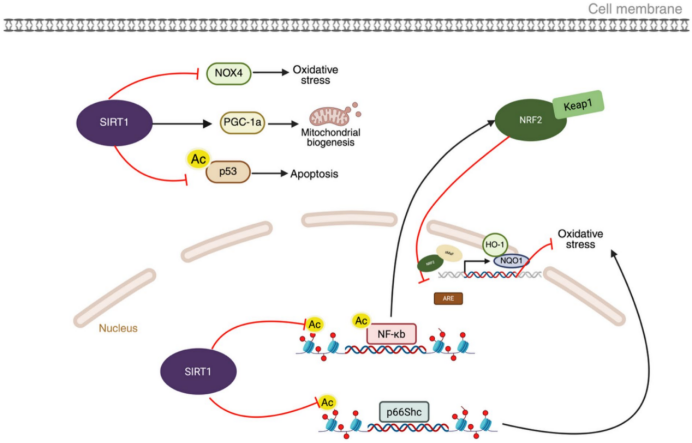 Cell membrane
NOX4
Oxidative
stress
Keap1
NRF2
SIRT1
PGC-1a
Mitochondrial
biogenesis
Ac
p53
Apoptosis
HO-1
NQO1
Oxidative
stress
NRF2
ARE
Nucleus
Ac
Ac
NF-κb
SIRT1
Ac
p66Shc